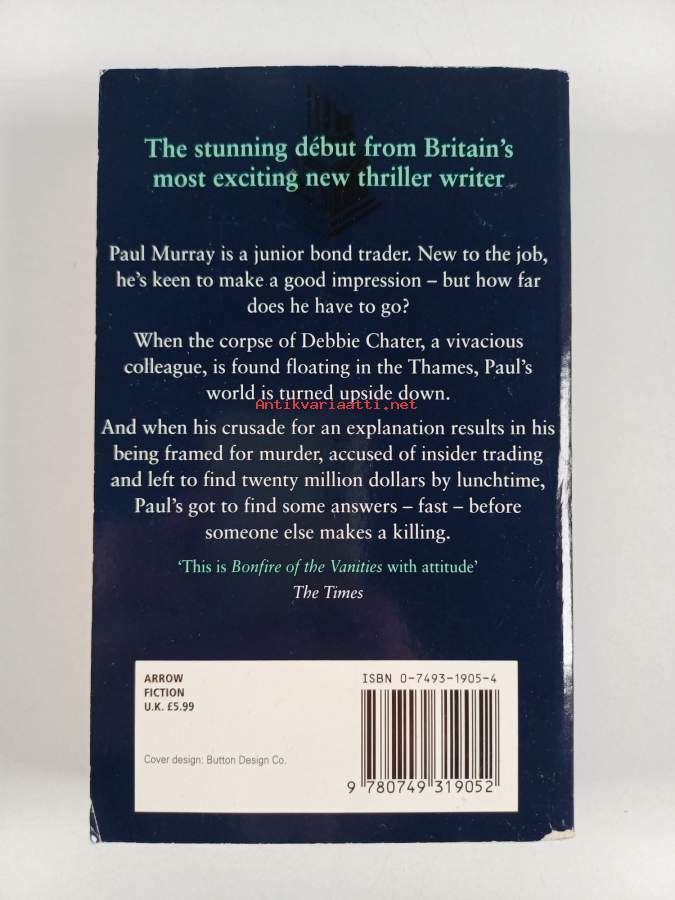 The stunning début from Britain's
most exciting new thriller writer
Paul Murray is a junior bond trader. New to the job,
he's keen to make a good impression – but how far
does he have to go?
When the corpse of Debbie Chater, a vivacious
colleague, is found floating in the Thames, Paul's
world is turned upside down.
Antikvariaatti.net
And when his crusade for an explanation results in his
being framed for murder, accused of insider trading
and left to find twenty million dollars by lunchtime,
Paul's got to find some answers – fast – before
someone else makes a killing.
'This is Bonfire of the Vanities with attitude'
The Times
ARROW
FICTION
U.K. £5.99
Cover design: Button Design Co.
ISBN 0-7493-1905-4
9 780749 319052